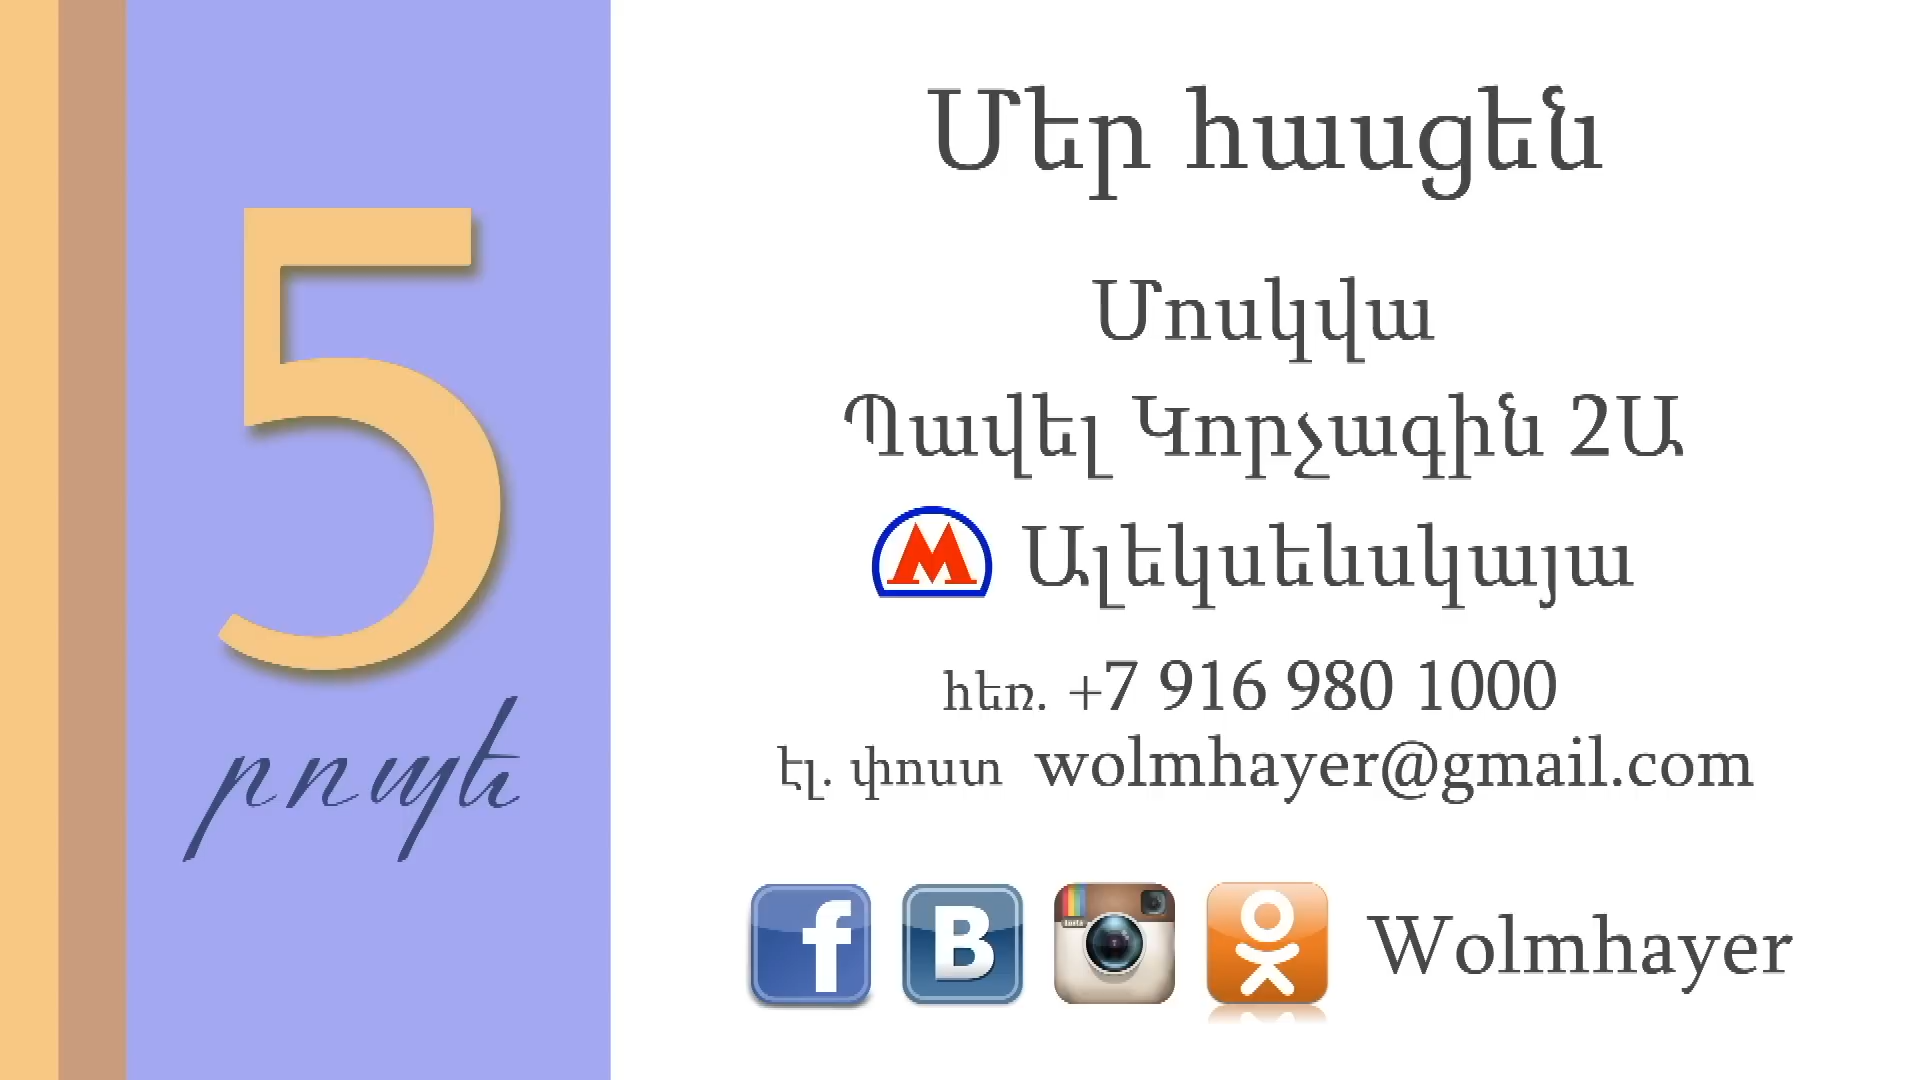 5
րոպե
Մեր հասցեն
Մոսկվա
Պավել Կորչագին 2Ա
М Ալեկսեևսկայա
հեռ. +7 916 980 1000
էլ. փոստ wolmhayer@gmail.com
f B Insta Wolmhayer